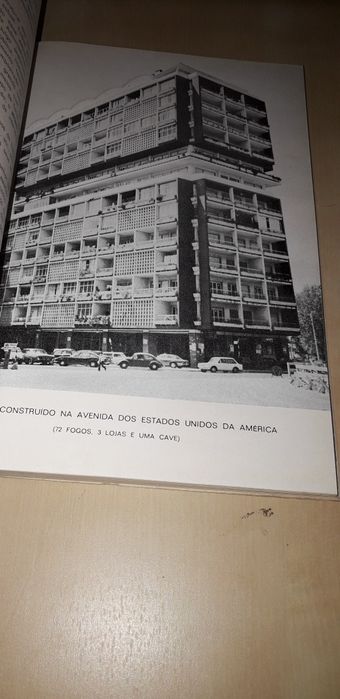 CONSTRUIDO NA AVENIDA DOS ESTADOS UNIDOS DA AMÉRICA
(72 FOGOS, 3 LOJAS E UMA CAVE)